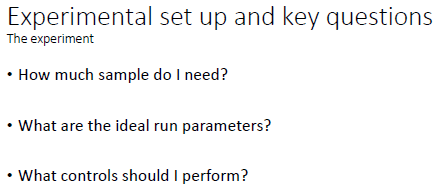 Experimental set up and key questions
The experiment
• How much sample do I need?
• What are the ideal run parameters?
• What controls should I perform?